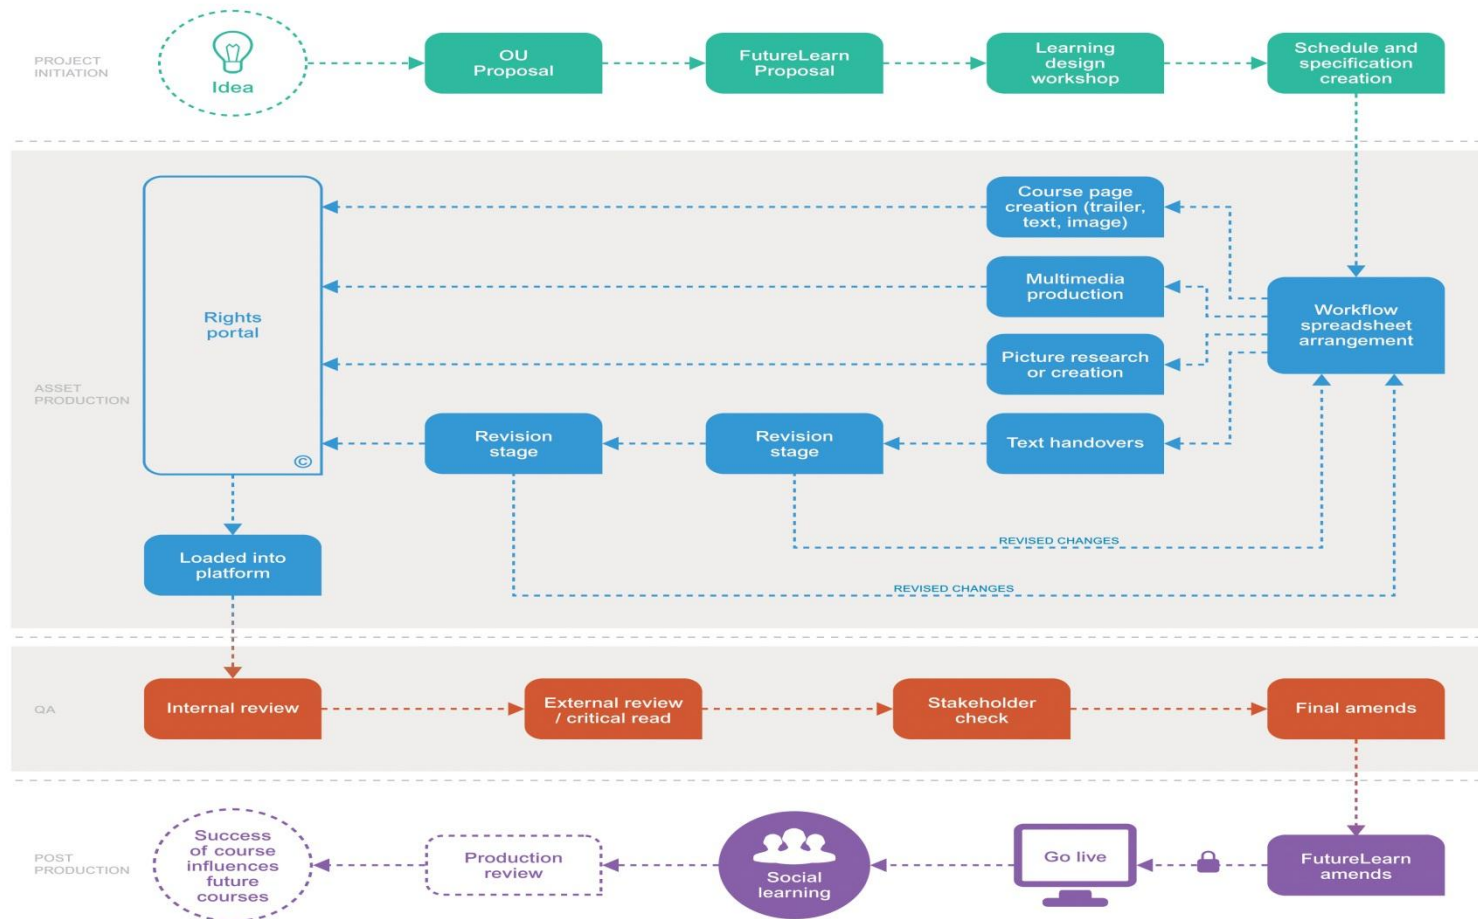 PROJECT
INITIATION
Idea
OU
Proposal
FutureLearn
Proposal
Learning
design
workshop
Schedule and
specification
creation
ASSET
PRODUCTION
Rights
portal
©
Course page
creation (trailer,
text, image)
Multimedia
production
Picture research
or creation
Workflow
spreadsheet
arrangement
Revision
stage
Revision
stage
Text handovers
REVISED CHANGES
REVISED CHANGES
Loaded into
platform
QA
Internal review
External review
/ critical read
Stakeholder
check
Final amends
POST
PRODUCTION
Success
of course
influences
future
courses
Production
review
Social
learning
Go live
FutureLearn
amends